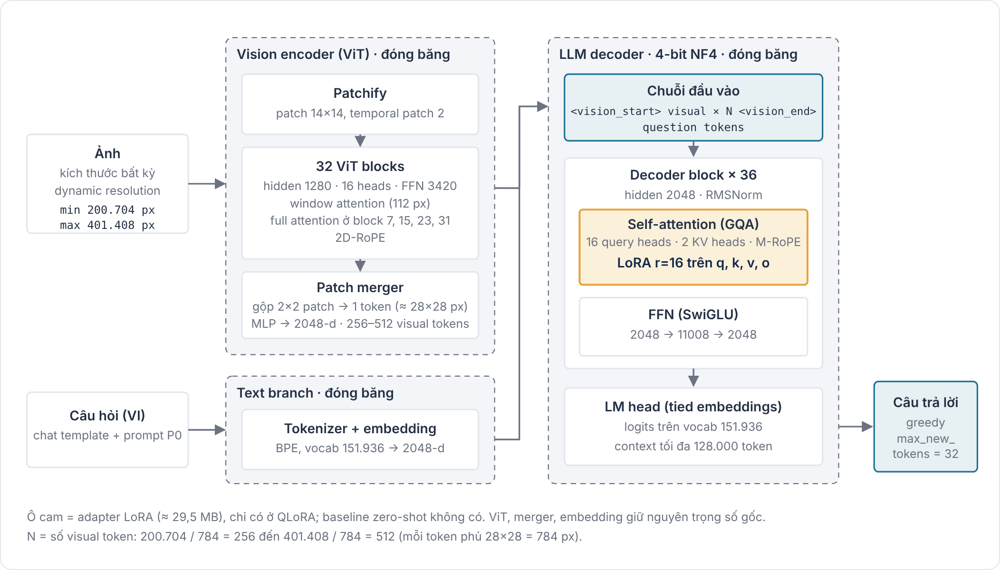 Ảnh
kích thước bất kỳ
dynamic resolution
min 200.704 px
max 401.408 px
Câu hỏi (VI)
chat template + prompt P0
Vision encoder (ViT) · đóng băng
Patchify
patch 14×14, temporal patch 2
32 ViT blocks
hidden 1280 · 16 heads · FFN 3420
window attention (112 px)
full attention ở block 7, 15, 23, 31
2D-RoPE
Patch merger
gộp 2×2 patch → 1 token (≈ 28×28 px)
MLP → 2048-d · 256–512 visual tokens
Text branch · đóng băng
Tokenizer + embedding
BPE, vocab 151.936 → 2048-d
LLM decoder · 4-bit NF4 · đóng băng
Chuỗi đầu vào
<vision_start> visual × N <vision_end>
question tokens
Decoder block × 36
hidden 2048 · RMSNorm
Self-attention (GQA)
16 query heads · 2 KV heads · M-RoPE
LoRA r=16 trên q, k, v, o
FFN (SwiGLU)
2048 → 11008 → 2048
LM head (tied embeddings)
logits trên vocab 151.936
context tối đa 128.000 token
Câu trả lời
greedy
max_new_
tokens = 32
Ô cam = adapter LoRA (≈ 29,5 MB), chỉ có ở QLoRA; baseline zero-shot không có. ViT, merger, embedding giữ nguyên trọng số gốc.
N = số visual token: 200.704 / 784 = 256 đến 401.408 / 784 = 512 (mỗi token phủ 28×28 = 784 px).